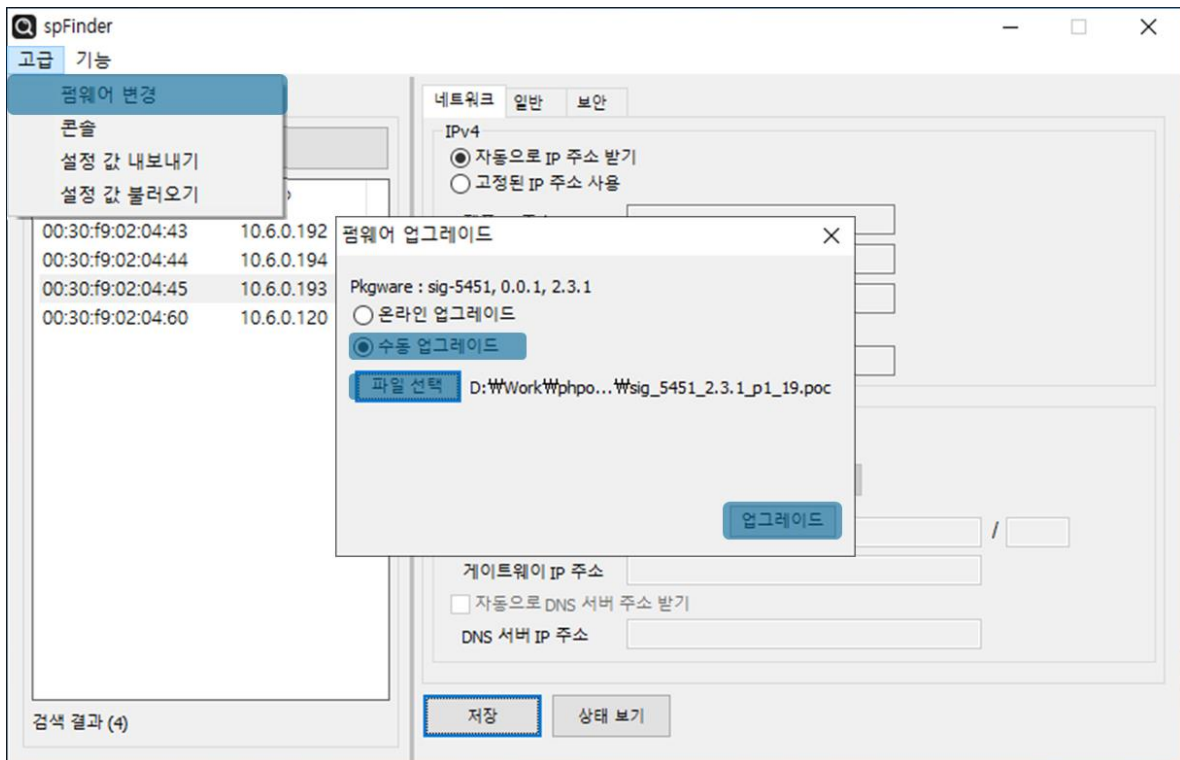 spFinder
고급 기능
펌웨어 변경
콘솔
설정 값 내보내기
설정 값 불러오기
00:30:f9:02:04:43 10.6.0.192
00:30:f9:02:04:44 10.6.0.194
00:30:f9:02:04:45 10.6.0.193
00:30:f9:02:04:60 10.6.0.120
검색 결과 (4)
네트워크 일반 보안
IPv4
자동으로 IP 주소 받기
고정된 IP 주소 사용
펌웨어 업그레이드
Pkgware : sig-5451, 0.0.1, 2.3.1
온라인 업그레이드
수동 업그레이드
파일 선택 D:₩Work₩phpo...₩sig_5451_2.3.1_p1_19.poc
업그레이드
/
게이트웨이 IP 주소
자동으로 DNS 서버 주소 받기
DNS 서버 IP 주소
저장 상태 보기